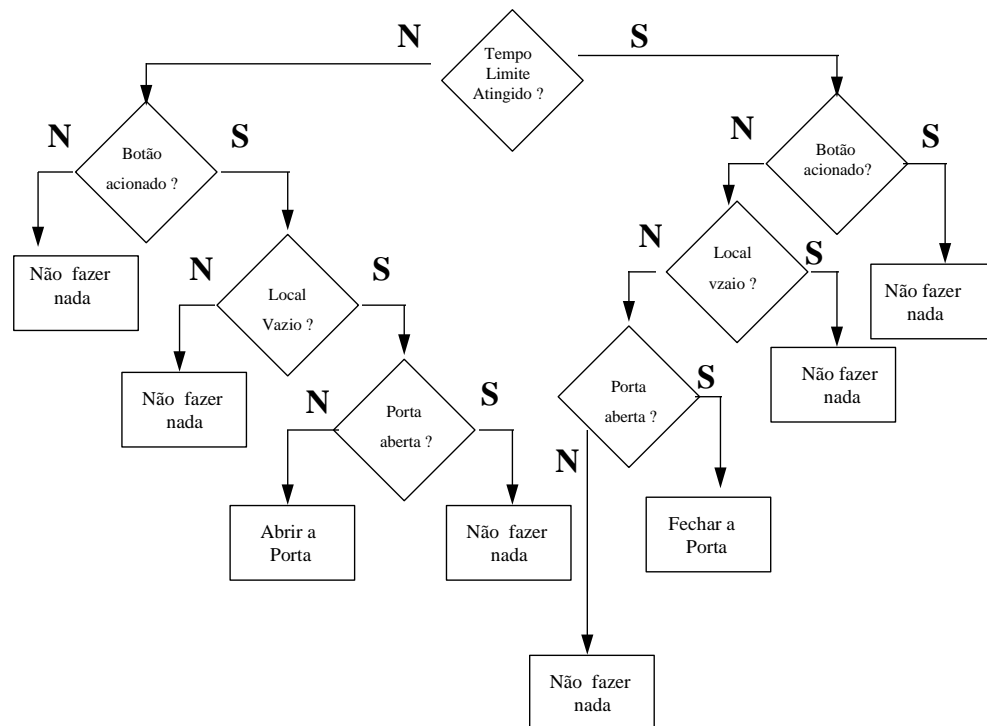 N
S
Tempo
Limite
Atingido ?
N
S
Botão
acionado ?
N
S
Botão
acionado?
Não fazer
nada
N
S
Local
Vazio ?
N
S
Local
vzaio ?
Não fazer
nada
Não fazer
nada
N
S
Porta
aberta ?
N
S
Porta
aberta ?
Não fazer
nada
Abrir a
Porta
Não fazer
nada
Fechar a
Porta
Não fazer
nada